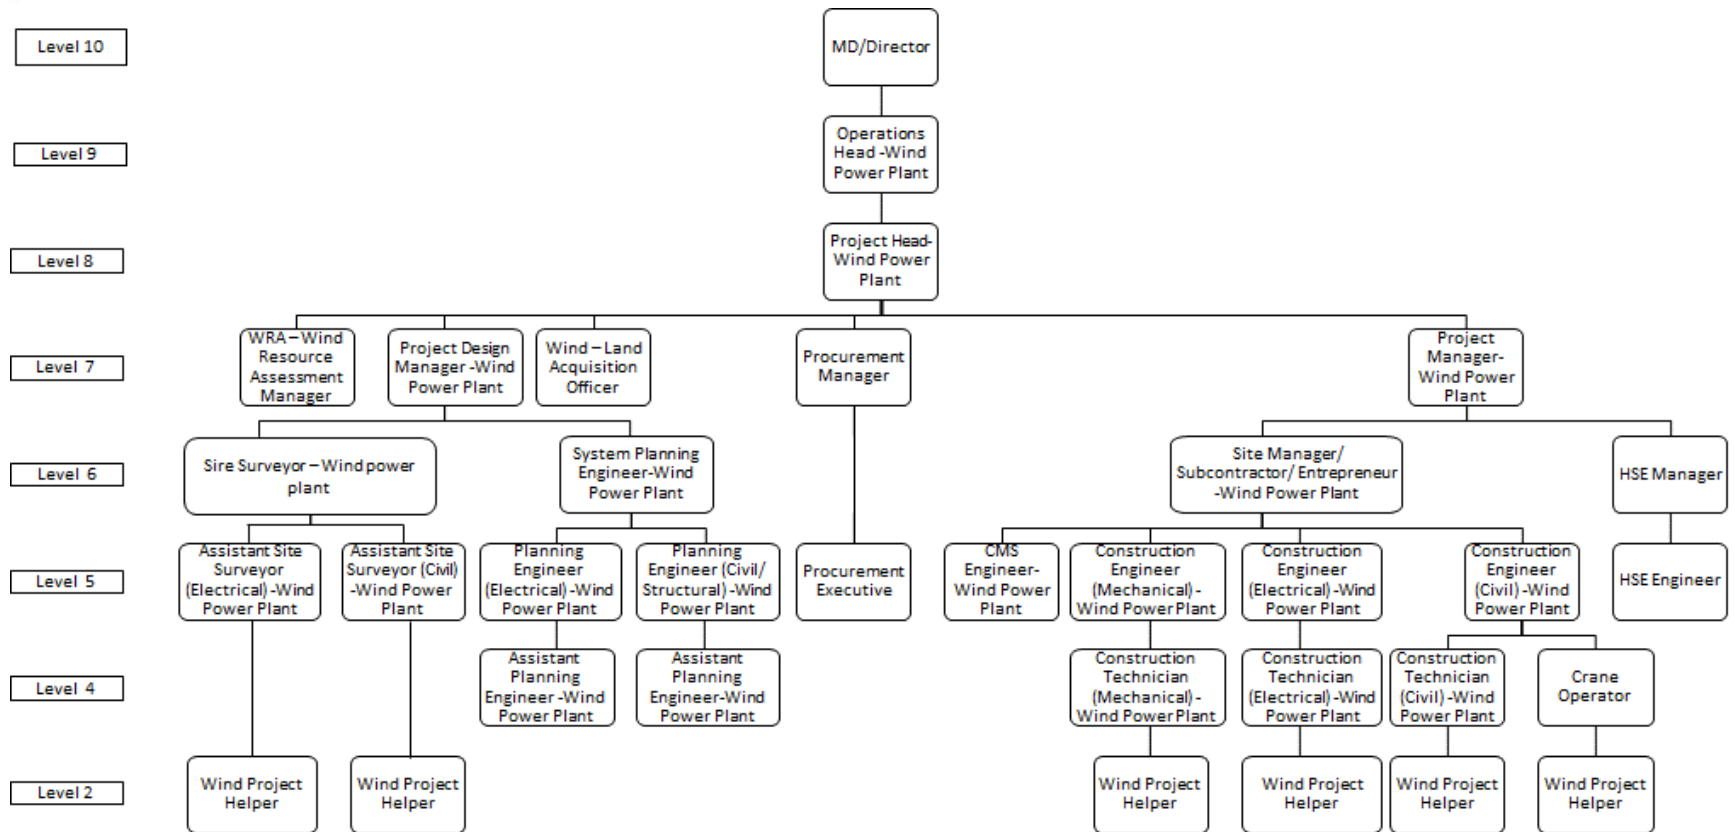 Level 10
MD/Director
Level 9
Operations
Head -Wind
Power Plant
Level 8
Project Head-
Wind Power
Plant
Level 7
WRA – Wind
Resource
Assessment
Manager
Project Design
Manager -Wind
Power Plant
Wind – Land
Acquisition
Officer
Procurement
Manager
Project
Manager-
Wind Power
Plant
Level 6
Sire Surveyor – Wind power
plant
System Planning
Engineer-Wind
Power Plant
Site Manager/
Subcontractor/ Entrepreneur
-Wind Power Plant
HSE Manager
Level 5
Assistant Site
Surveyor
(Electrical) -Wind
Power Plant
Assistant Site
Surveyor (Civil)
-Wind Power
Plant
Planning
Engineer
(Electrical) -Wind
Power Plant
Planning
Engineer (Civil/
Structural) -Wind
Power Plant
Procurement
Executive
CMS
Engineer-
Wind Power
Plant
Construction
Engineer
(Mechanical) -
Wind Power Plant
Construction
Engineer
(Electrical) -Wind
Power Plant
Construction
Engineer
(Civil) -Wind
Power Plant
HSE Engineer
Level 4
Assistant
Planning
Engineer -Wind
Power Plant
Assistant
Planning
Engineer-Wind
Power Plant
Construction
Technician
(Mechanical) -
Wind Power Plant
Construction
Technician
(Electrical) -Wind
Power Plant
Construction
Technician
(Civil) -Wind
Power Plant
Crane
Operator
Level 2
Wind Project
Helper
Wind Project
Helper
Wind Project
Helper
Wind Project
Helper
Wind Project
Helper
Wind Project
Helper